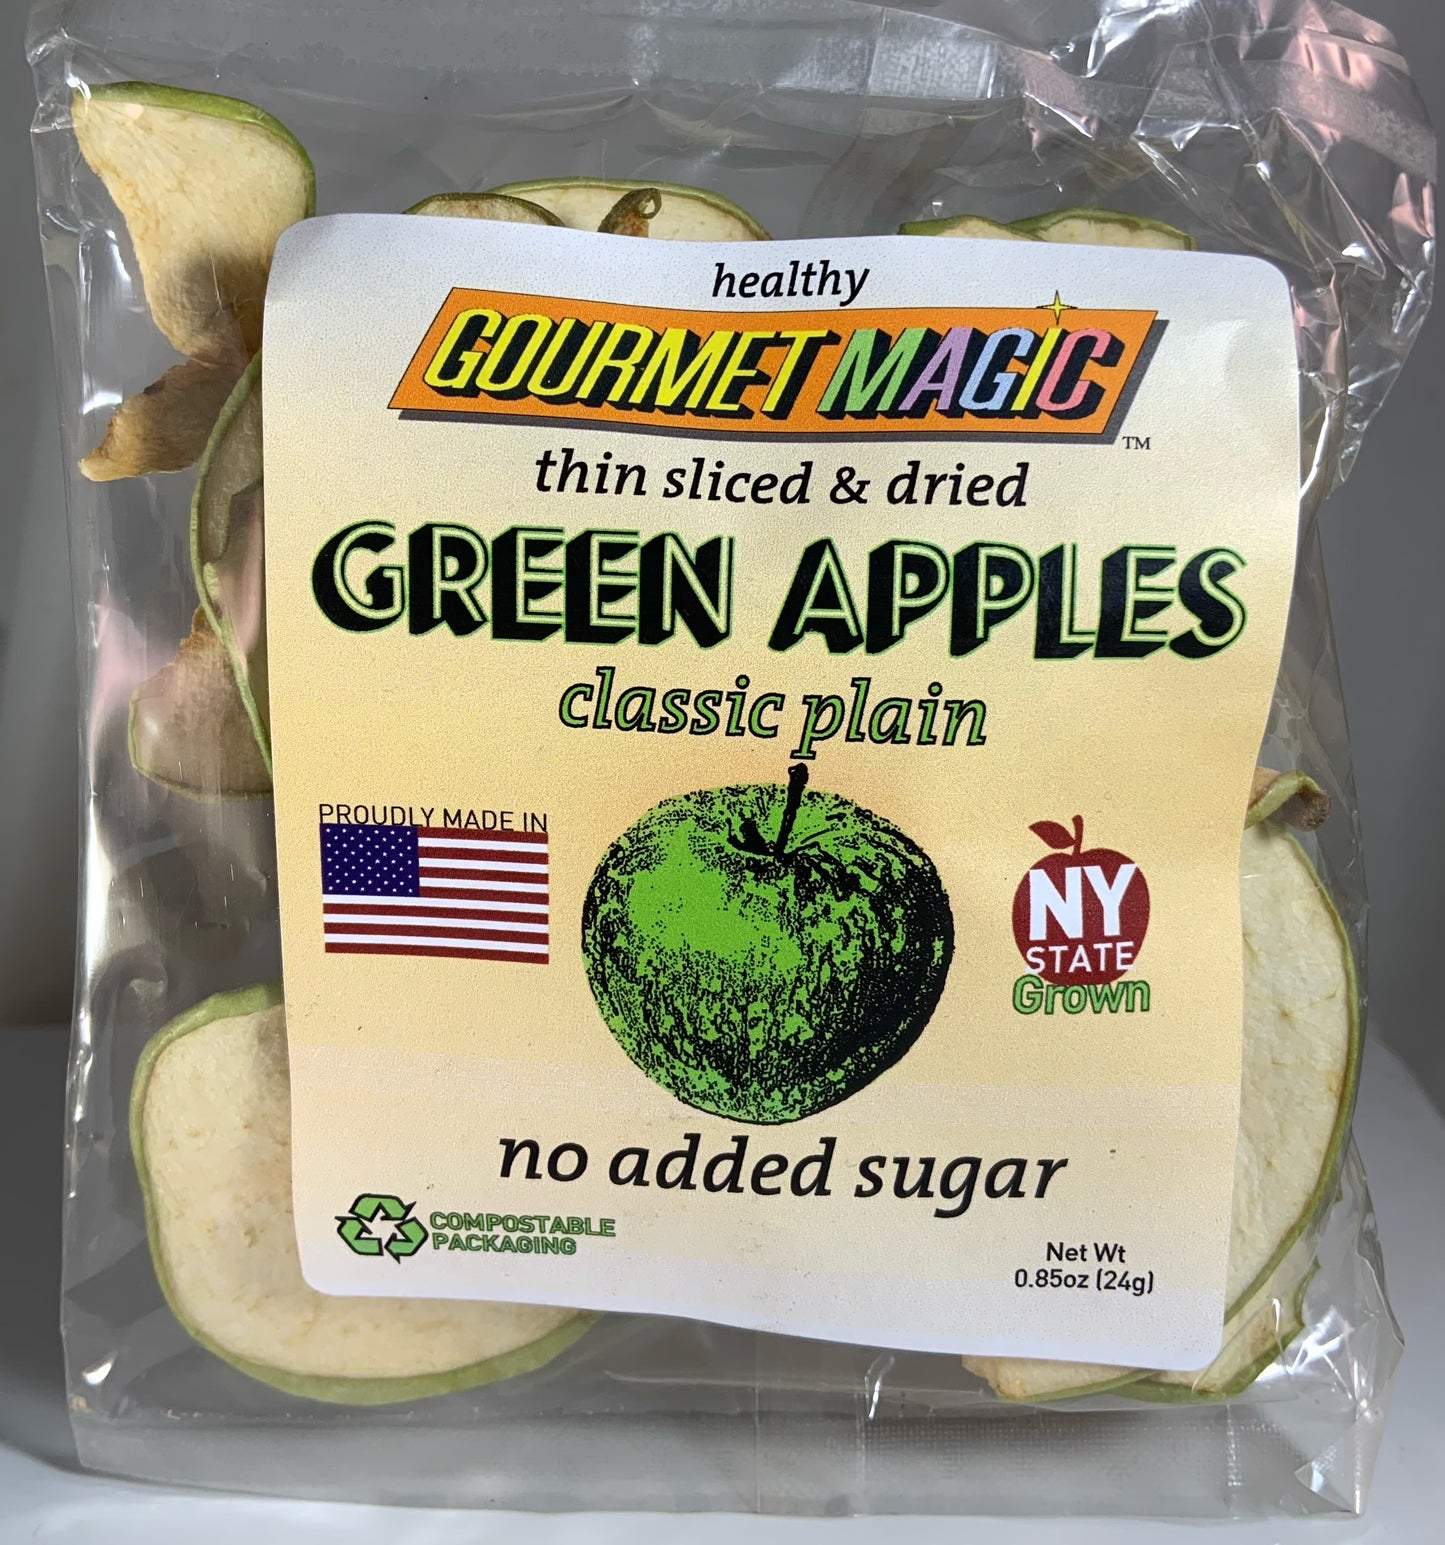 healthy
GOURMET MAGIC
TM
thin sliced & dried
GREEN APPLES
classic plain
PROUDLY MADE IN
NY
STATE
Grown
no added sugar
COMPOSTABLE
PACKAGING
Net Wt
0.85oz (24g)